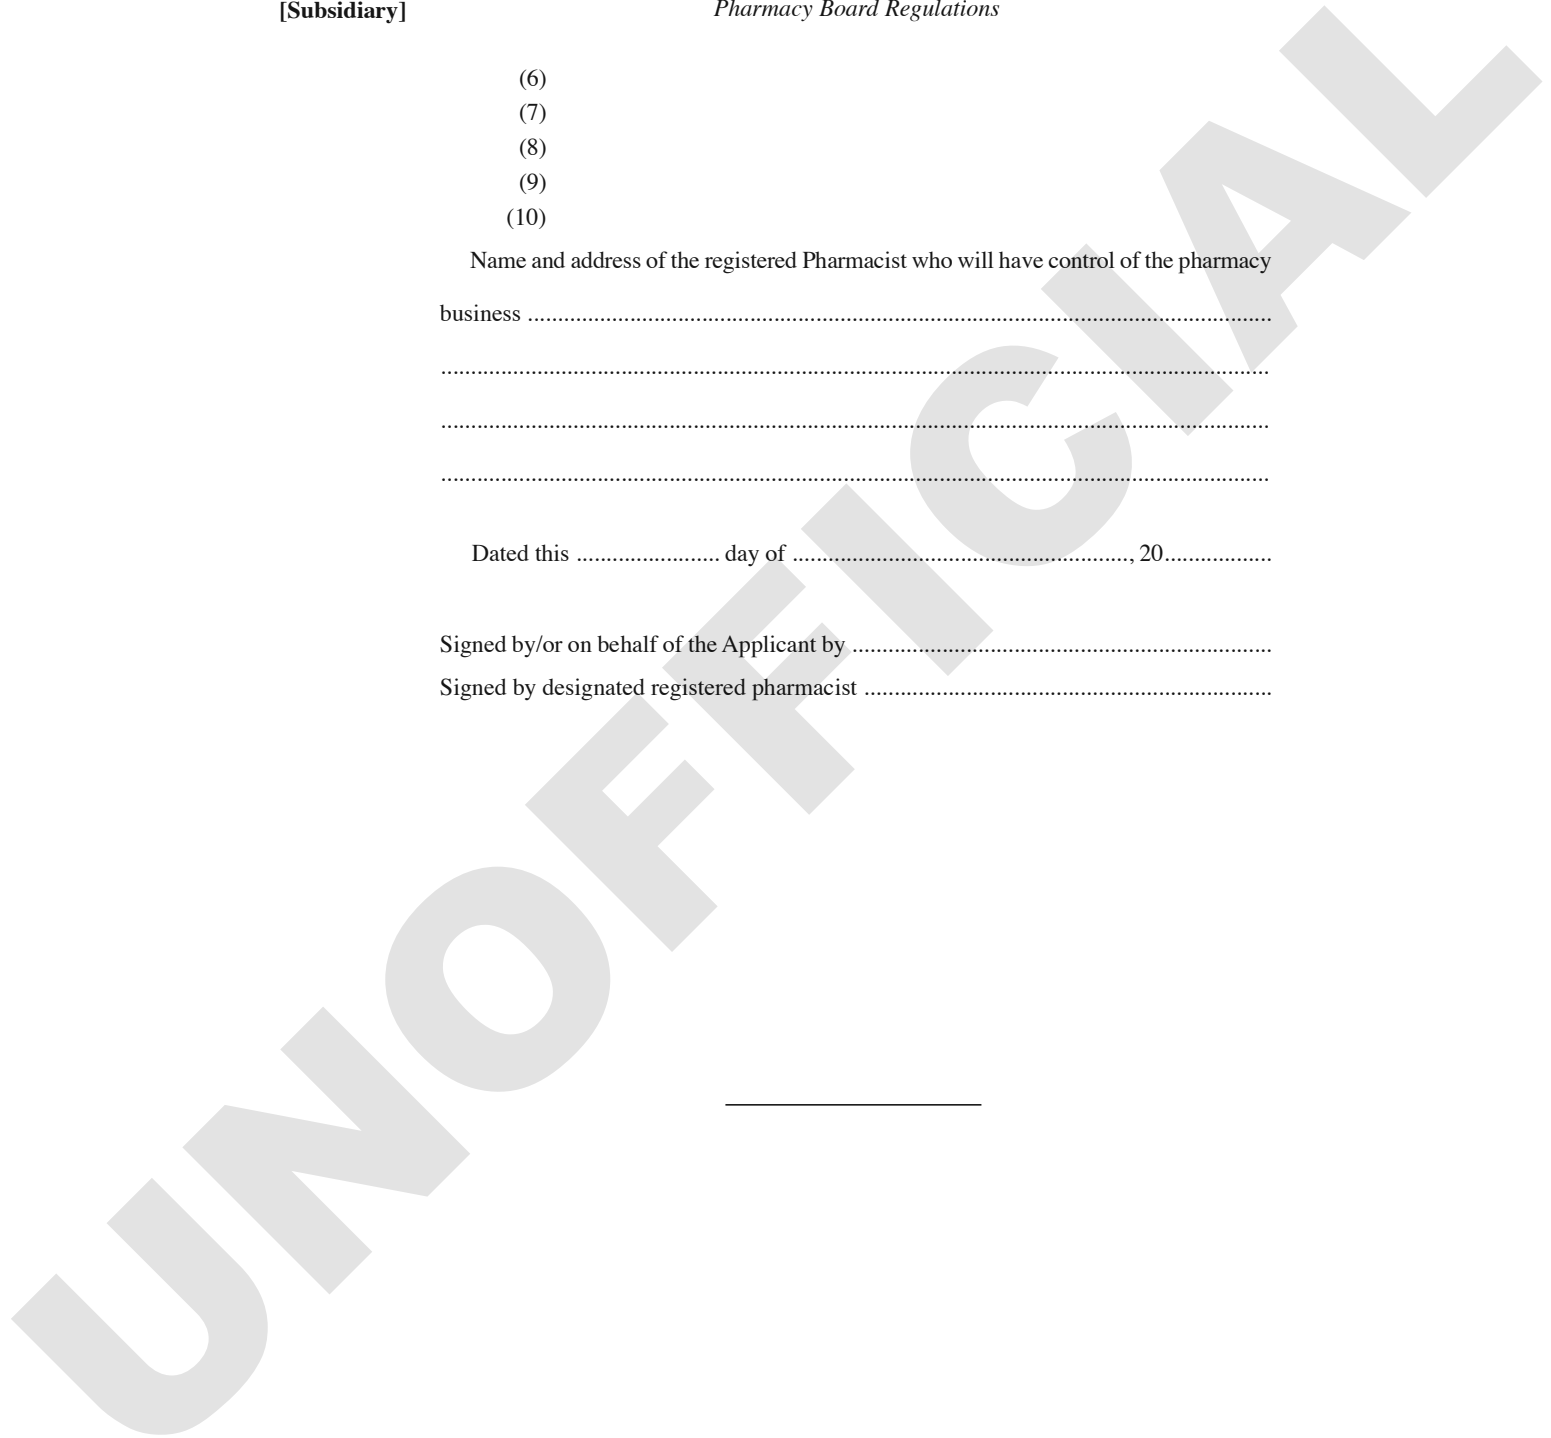 [Subsidiary] Pharmacy Board Regulations
(6)
(7)
(8)
(9)
(10)
Name and address of the registered Pharmacist who will have control of the pharmacy
business ............................................................................................................................
..........................................................................................................................................
..........................................................................................................................................
..........................................................................................................................................
Dated this ........................ day of ........................................................, 20..................
Signed by/or on behalf of the Applicant by ......................................................................
Signed by designated registered pharmacist ....................................................................
UNOFFICIAL